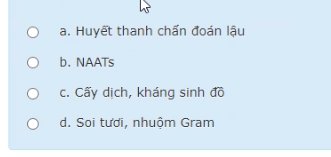 a. Huyết thanh chẩn đoán lậu
b. NAATs
c. Cấy dịch, kháng sinh đồ
d. Soi tươi, nhuộm Gram